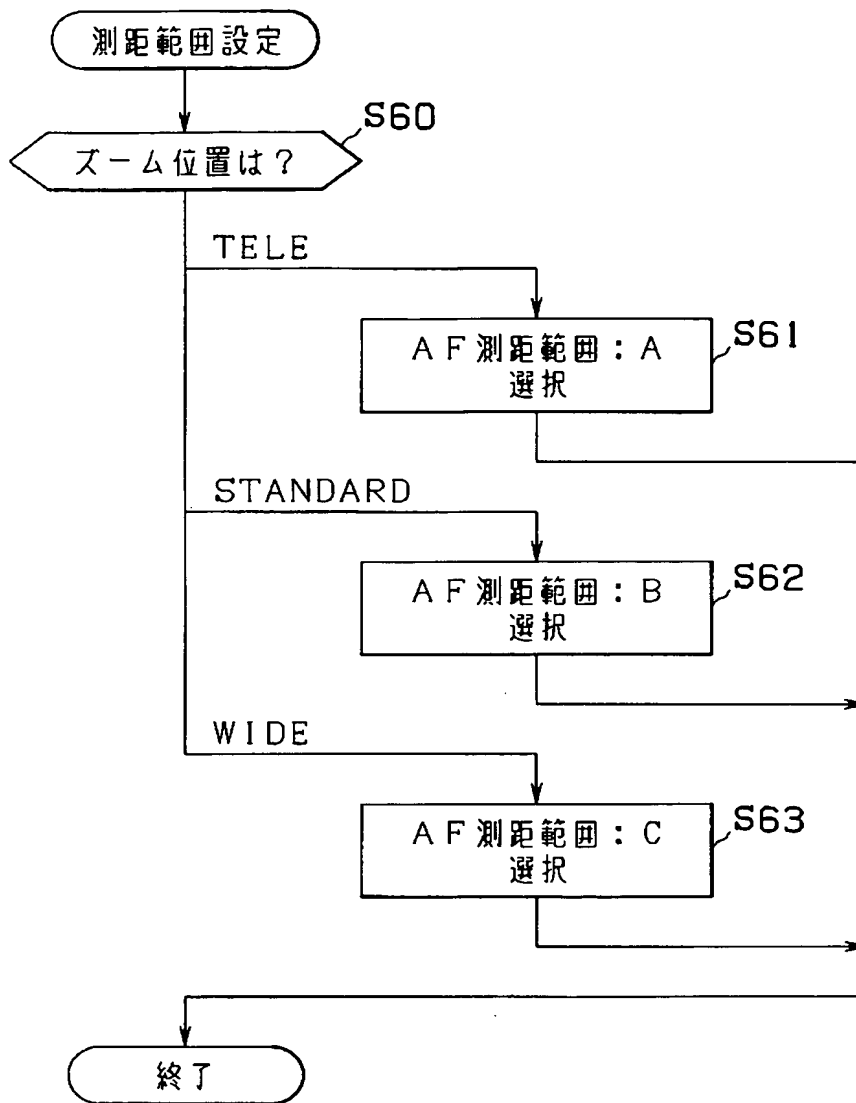 測距範囲設定
S60
ズーム位置は？
TELE
AF測距範囲：A
選択
S61
STANDARD
AF測距範囲：B
選択
S62
WIDE
AF測距範囲：C
選択
S63
終了